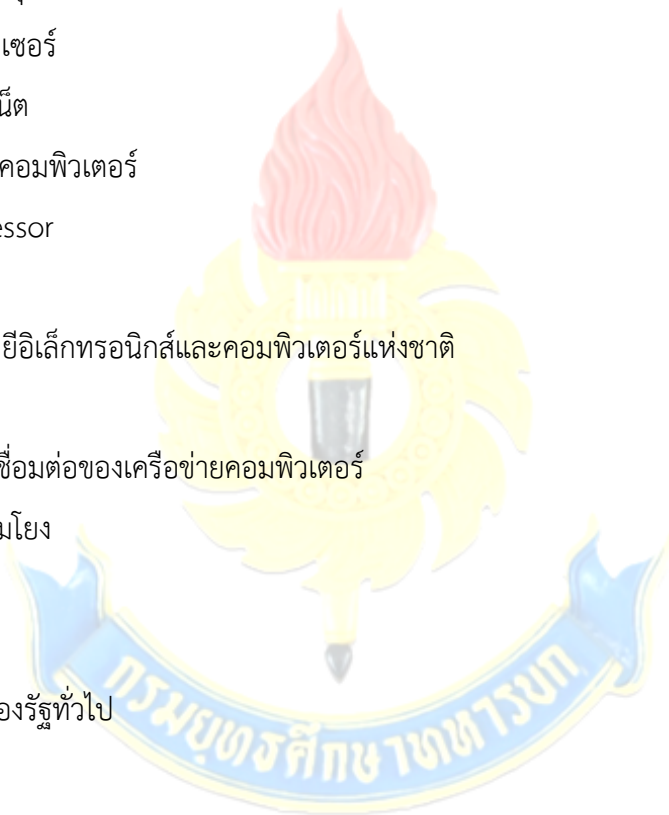 เซอร์
น็ต
คอมพิวเตอร์
essor
ยีอิเล็กทรอนิกส์และคอมพิวเตอร์แห่งชาติ
ชื่อมต่อของเครือข่ายคอมพิวเตอร์
มโยง
องรัฐทั่วไป
กรมยุทธศึกษาทหารบก